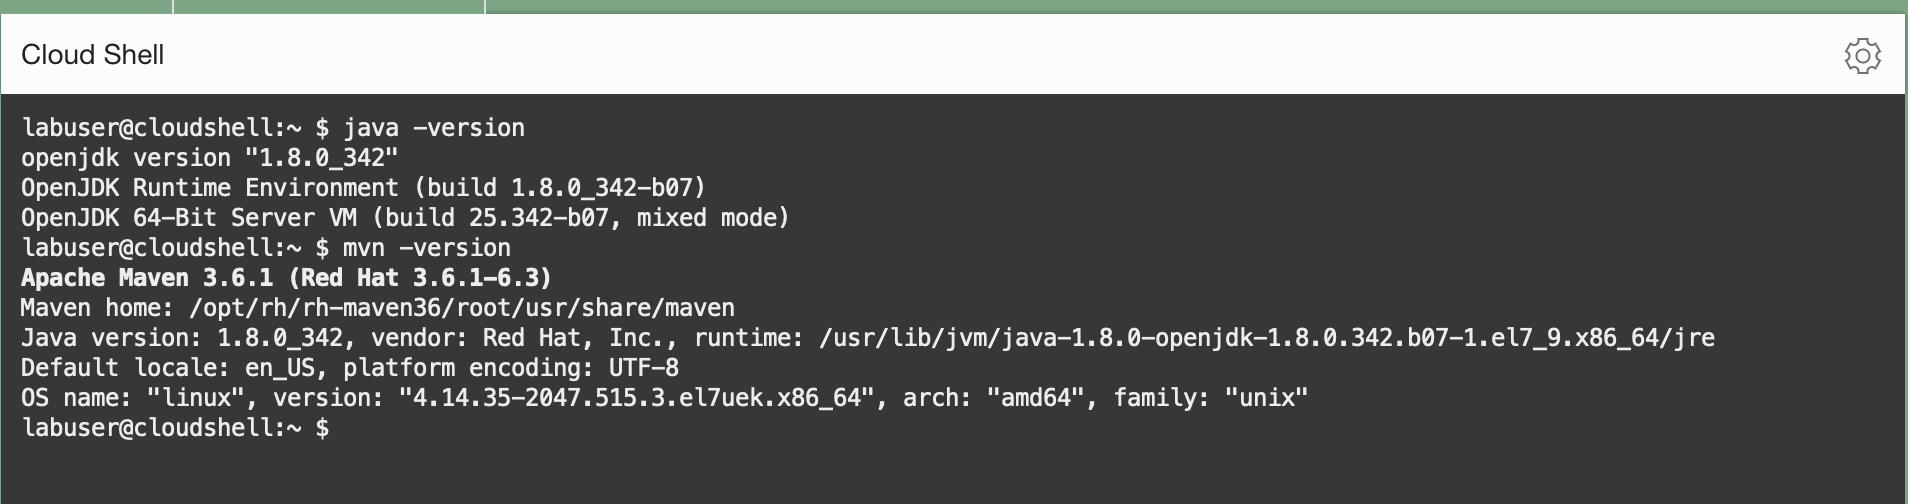 Cloud Shell
labuser@cloudshell:~ $ java -version
openjdk version "1.8.0_342"
OpenJDK Runtime Environment (build 1.8.0_342-b07)
OpenJDK 64-Bit Server VM (build 25.342-b07, mixed mode)
labuser@cloudshell:~ $ mvn -version
Apache Maven 3.6.1 (Red Hat 3.6.1-6.3)
Maven home: /opt/rh/rh-maven36/root/usr/share/maven
Java version: 1.8.0_342, vendor: Red Hat, Inc., runtime: /usr/lib/jvm/java-1.8.0-openjdk-1.8.0.342.b07-1.el7_9.x86_64/jre
Default locale: en_US, platform encoding: UTF-8
OS name: "linux", version: "4.14.35-2047.515.3.el7uek.x86_64", arch: "amd64", family: "unix"
labuser@cloudshell:~ $